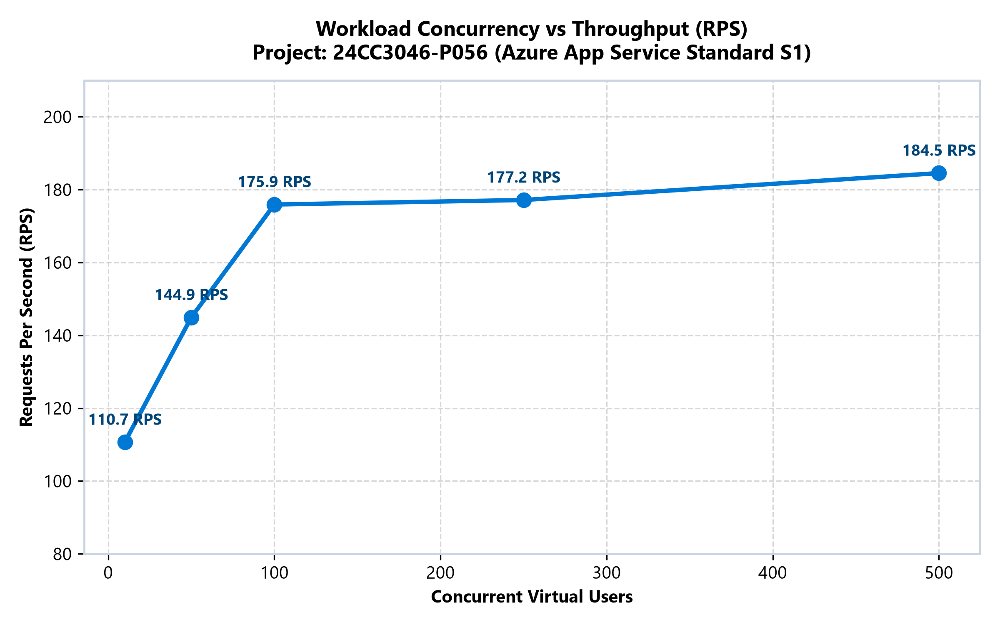 Workload Concurrency vs Throughput (RPS)
Project: 24CC3046-P056 (Azure App Service Standard S1)
200
180
160
140
120
100
80
Requests Per Second (RPS)
110.7 RPS
144.9 RPS
175.9 RPS
177.2 RPS
184.5 RPS
0
100
200
300
400
500
Concurrent Virtual Users